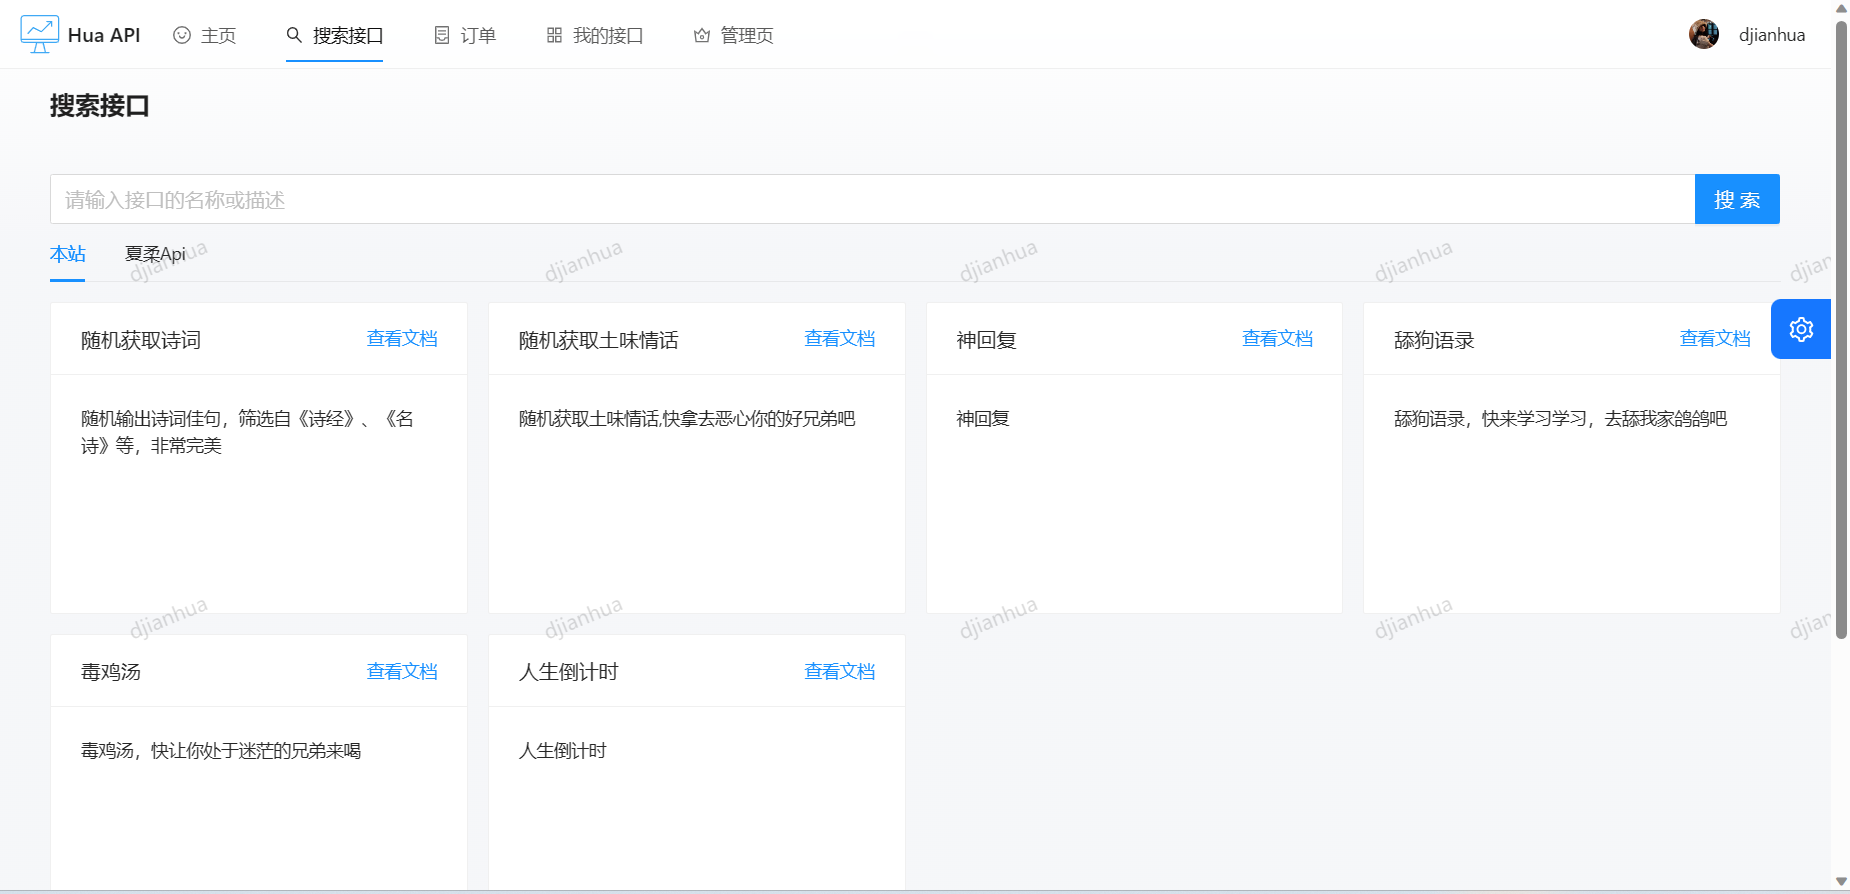 Hua API
主页
搜索接口
订单
我的接口
管理页
djianhua
搜索接口
请输入接口的名称或描述
搜 索
本站
夏柔Api
djianhua
djianhua
djianhua
djianhua
djian
随机获取诗词
查看文档
随机输出诗词佳句，筛选自《诗经》、《名
诗》等，非常完美
随机获取土味情话
查看文档
随机获取土味情话,快拿去恶心你的好兄弟吧
神回复
查看文档
神回复
舔狗语录
查看文档
舔狗语录，快来学习学习，去舔我家鸽鸽吧
djianhua
djianhua
djianhua
djianhua
djian
毒鸡汤
查看文档
毒鸡汤，快让你处于迷茫的兄弟来喝
人生倒计时
查看文档
人生倒计时